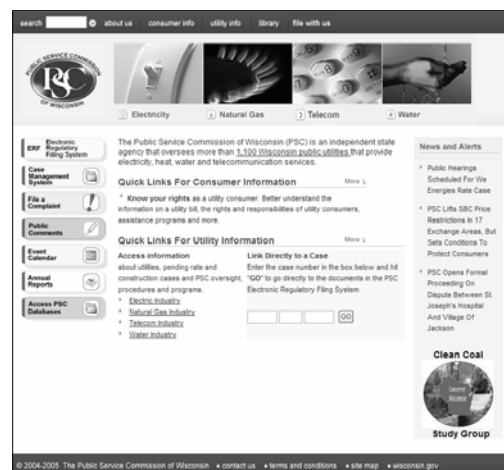 search about us consumer info utility info library file with us
PUBLIC SERVICE COMMISSION
PSC
OF WISCONSIN
1 Electricity 2 Natural Gas 3 Telecom 4 Water
ERF Electronic Regulatory Filing System
Case Management System
File a Complaint
Public Comments
Event Calendar
Annual Reports
Access PSC Databases
The Public Service Commission of Wisconsin (PSC) is an independent state
agency that oversees more than 1,100 Wisconsin public utilities that provide
electricity, heat, water and telecommunication services.
Quick Links For Consumer Information More
Know your rights as a utility consumer. Better understand the
information on a utility bill, the rights and responsibilities of utility consumers,
assistance programs and more.
Quick Links For Utility Information More
Access information
about utilities, pending rate and
construction cases and PSC oversight,
procedures and programs.
Electric Industry
Natural Gas Industry
Telecom Industry
Water Industry
Link Directly to a Case
Enter the case number in the box below and hit
"GO" to go directly to the documents in the PSC
Electronic Regulatory Filing System
GO
News and Alerts
Public Hearings
Scheduled For We
Energies Rate Case
PSC Lifts SBC Price
Restrictions In 17
Exchange Areas, But
Sets Conditions To
Protect Consumers
PSC Opens Formal
Proceeding On
Dispute Between St.
Joseph's Hospital
And Village Of
Jackson
Clean Coal
Study Group
© 2004-2005 The Public Service Commission of Wisconsin contact us terms and conditions site map wisconsin.gov